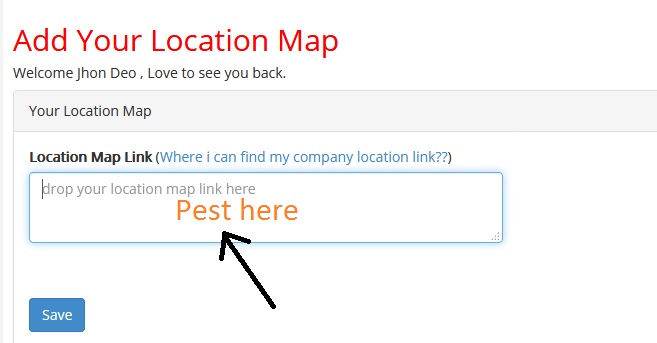 Add Your Location Map
Welcome Jhon Deo , Love to see you back.
Your Location Map
Location Map Link (Where i can find my company location link??)
drop your location map link here
Pest here
Save